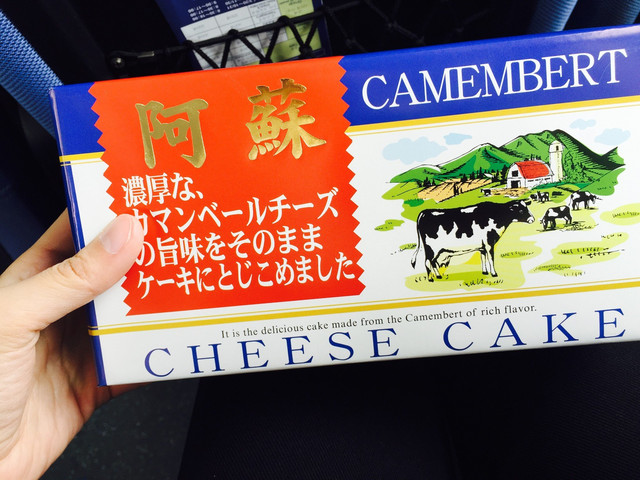 阿蘇
CAMEMBERT
濃厚な、
カマンベールチーズ
の旨味をそのまま
ケーキにとじこめました
It is the delicious cake made from the Camembert of rich flavor.
CHEESE CAKE